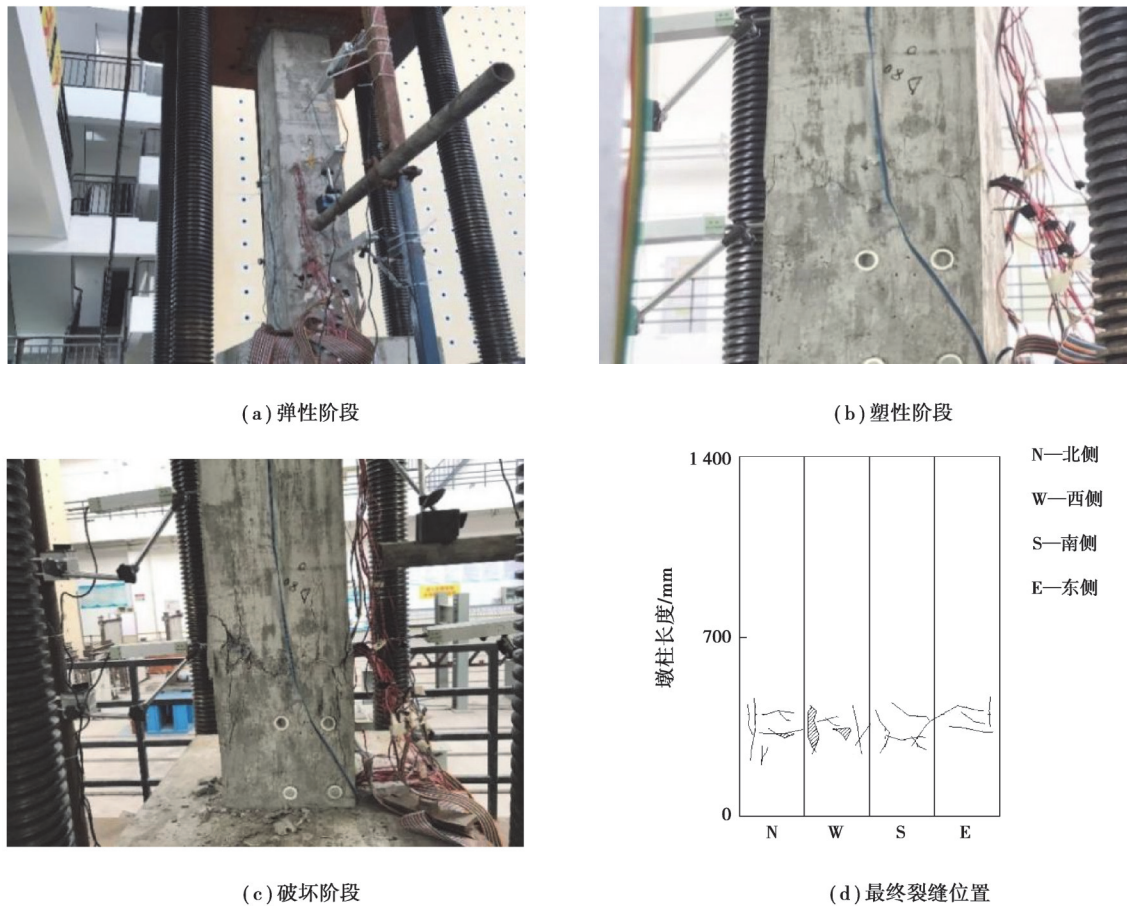 (a)弹性阶段
(b)塑性阶段
(c)破坏阶段
1 400
700
0
墩柱长度/mm
N
W
S
E
N—北侧
W—西侧
S—南侧
E—东侧
(d)最终裂缝位置